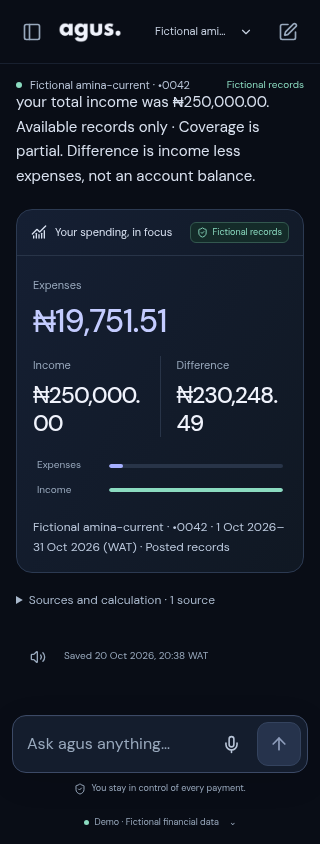 agus.
Fictional ami...
Fictional amina-current · •0042
Fictional records
your total income was ₦250,000.00.
Available records only · Coverage is
partial. Difference is income less
expenses, not an account balance.
Your spending, in focus
Fictional records
Expenses
₦19,751.51
Income
₦250,000.
00
Difference
₦230,248.
49
Expenses
Income
Fictional amina-current · •0042 · 1 Oct 2026–
31 Oct 2026 (WAT) · Posted records
Sources and calculation · 1 source
Saved 20 Oct 2026, 20:38 WAT
Ask agus anything...
You stay in control of every payment.
Demo · Fictional financial data